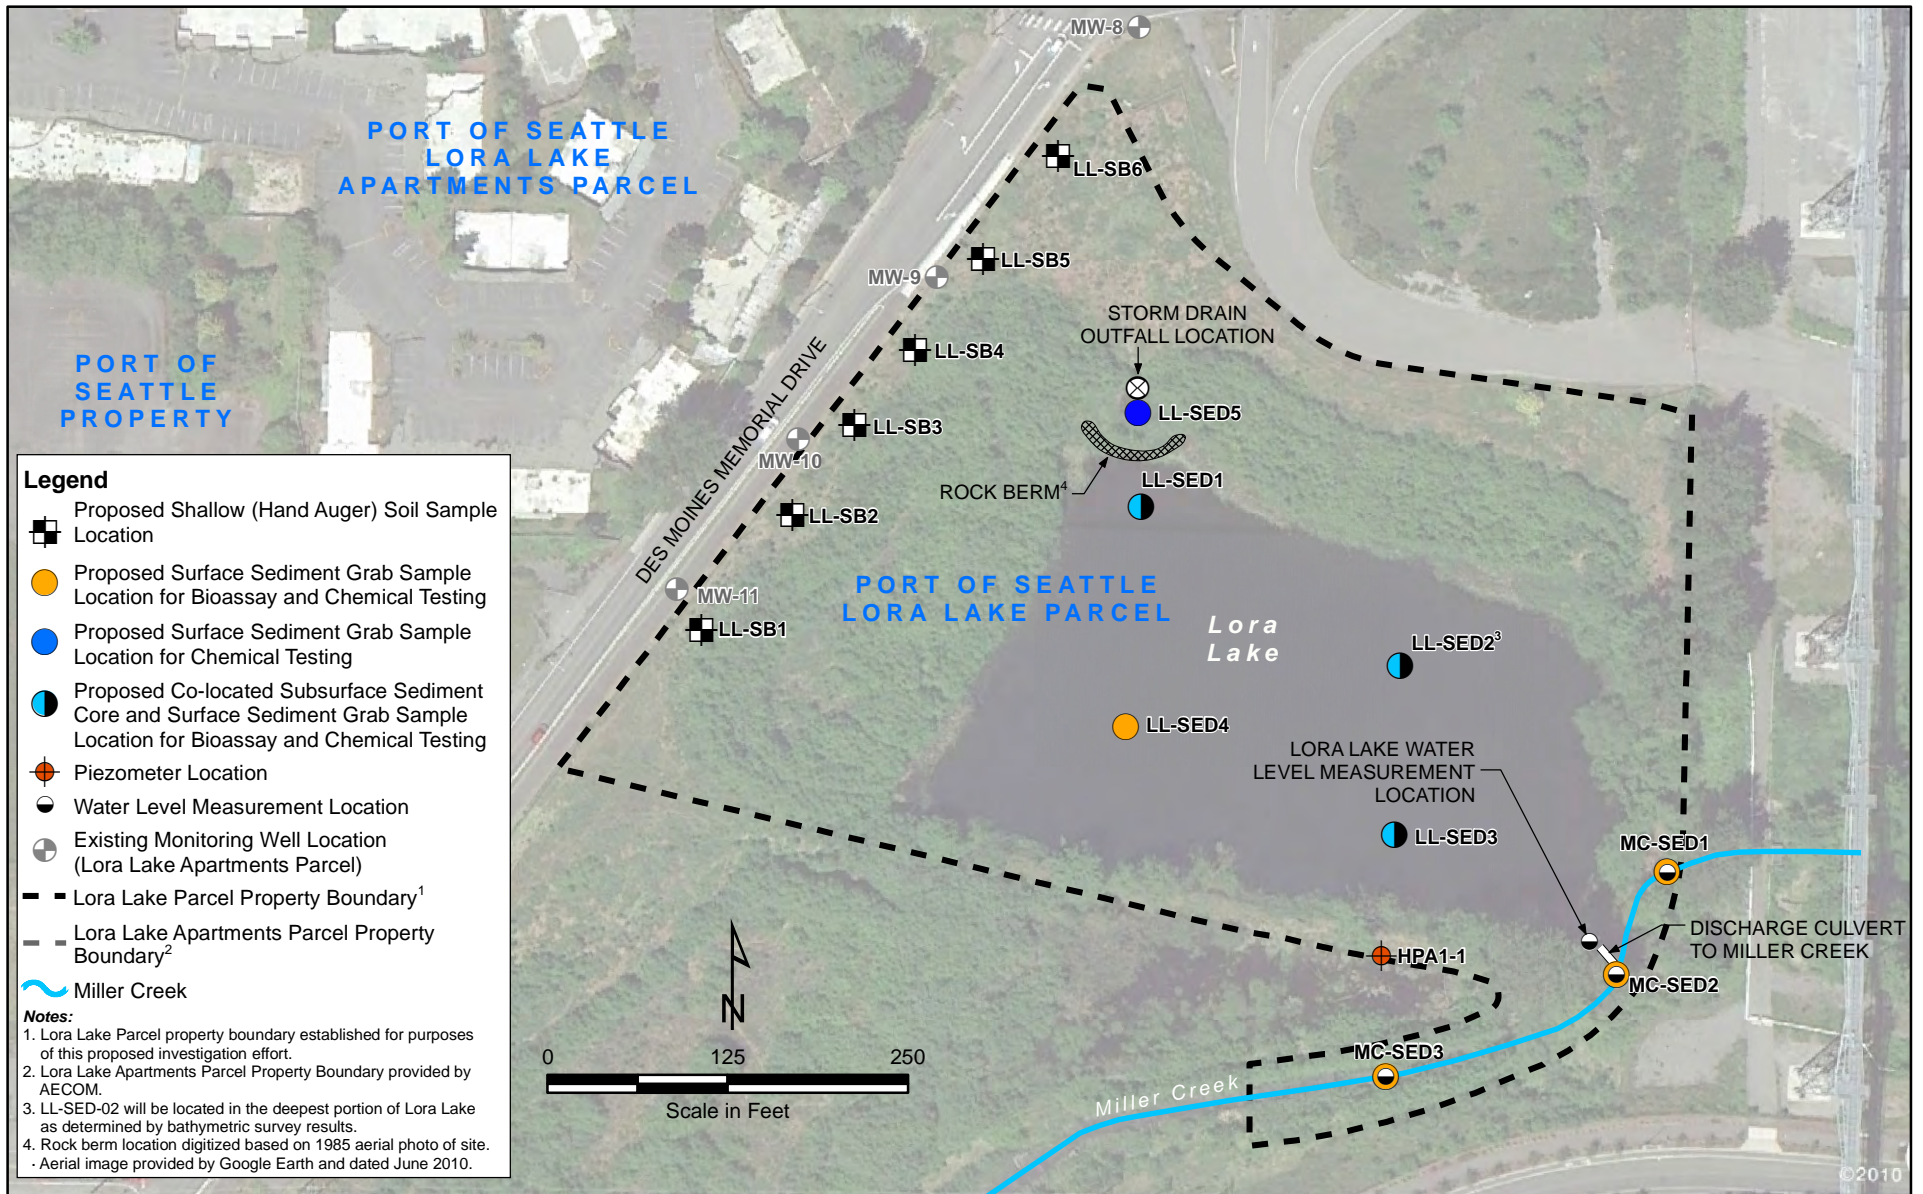 MW-8
PORT OF SEATTLE
LORA LAKE
APARTMENTS PARCEL
LL-SB6
LL-SB5
MW-9
STORM DRAIN
OUTFALL LOCATION
LL-SB4
PORT OF
SEATTLE
PROPERTY
DES MOINES MEMORIAL DRIVE
LL-SED5
LL-SB3
MW-10
LL-SED1
ROCK BERM4
LL-SB2
PORT OF SEATTLE
LORA LAKE PARCEL
MW-11
LL-SB1
Lora
Lake
LL-SED23
LL-SED4
LORA LAKE WATER
LEVEL MEASUREMENT
LOCATION
LL-SED3
MC-SED1
DISCHARGE CULVERT
TO MILLER CREEK
HPA1-1
MC-SED2
MC-SED3
Miller Creek
N
0 125 250
Scale in Feet
Legend
Proposed Shallow (Hand Auger) Soil Sample
Location
Proposed Surface Sediment Grab Sample
Location for Bioassay and Chemical Testing
Proposed Surface Sediment Grab Sample
Location for Chemical Testing
Proposed Co-located Subsurface Sediment
Core and Surface Sediment Grab Sample
Location for Bioassay and Chemical Testing
Piezometer Location
Water Level Measurement Location
Existing Monitoring Well Location
(Lora Lake Apartments Parcel)
Lora Lake Parcel Property Boundary1
Lora Lake Apartments Parcel Property
Boundary2
Miller Creek
Notes:
1. Lora Lake Parcel property boundary established for purposes
of this proposed investigation effort.
2. Lora Lake Apartments Parcel Property Boundary provided by
AECOM.
3. LL-SED-02 will be located in the deepest portion of Lora Lake
as determined by bathymetric survey results.
4. Rock berm location digitized based on 1985 aerial photo of site.
· Aerial image provided by Google Earth and dated June 2010.
©2010